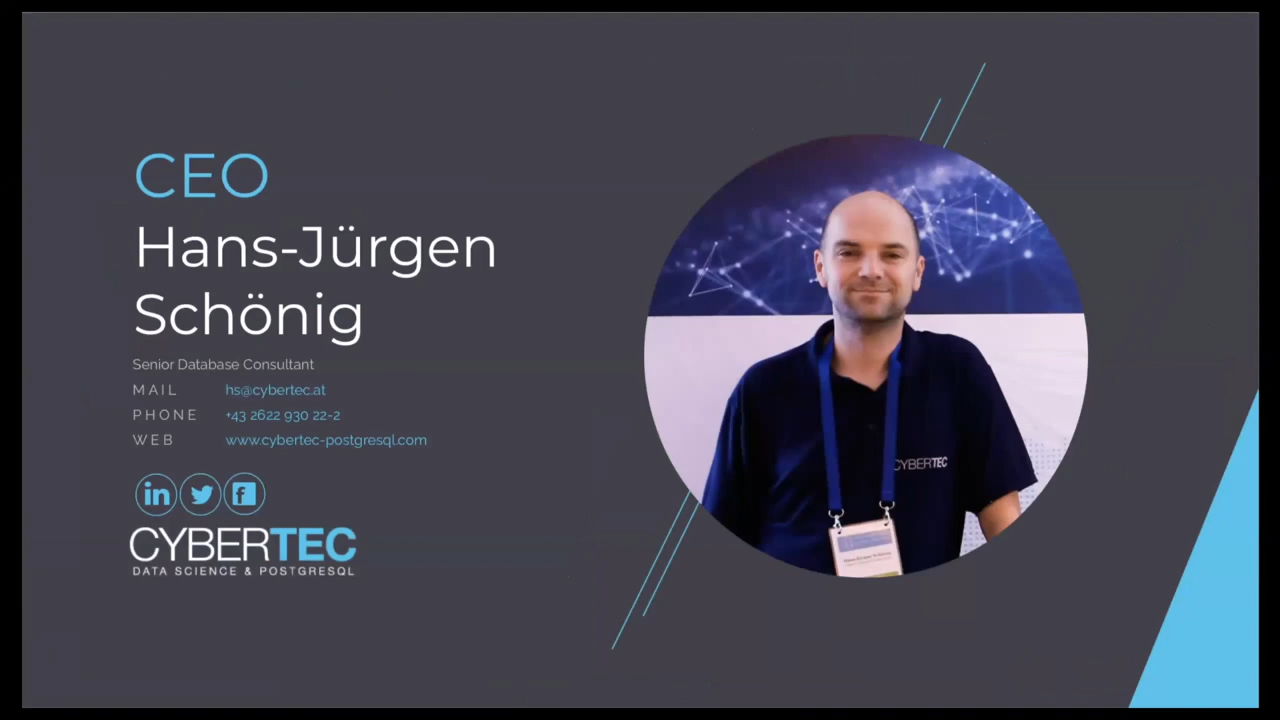 CEO
Hans-Jürgen
Schönig
Senior Database Consultant
MAIL hs@cybertec.at
PHONE +43 2622 930 22-2
WEB www.cybertec-postgresql.com
in f
CYBERTEC
DATA SCIENCE & POSTGRESQL
CYBERTEC